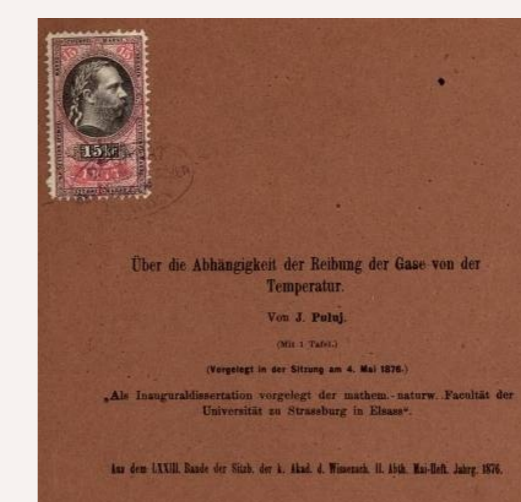 15 Kr
Über die Abhängigkeit der Reibung der Gase von der
Temperatur.
Von J. Puluj.
(Mit 1 Tafel.)
(Vorgelegt in der Sitzung am 4. Mai 1876.)
„Als Inauguraldissertation vorgelegt der mathem.-naturw. Facultät der
Universität zu Strassburg in Elsass“.
Aus dem LXXIII. Bande der Sitzb. der k. Akad. d. Wissensch. II. Abth. Mai-Heft. Jahrg. 1876.